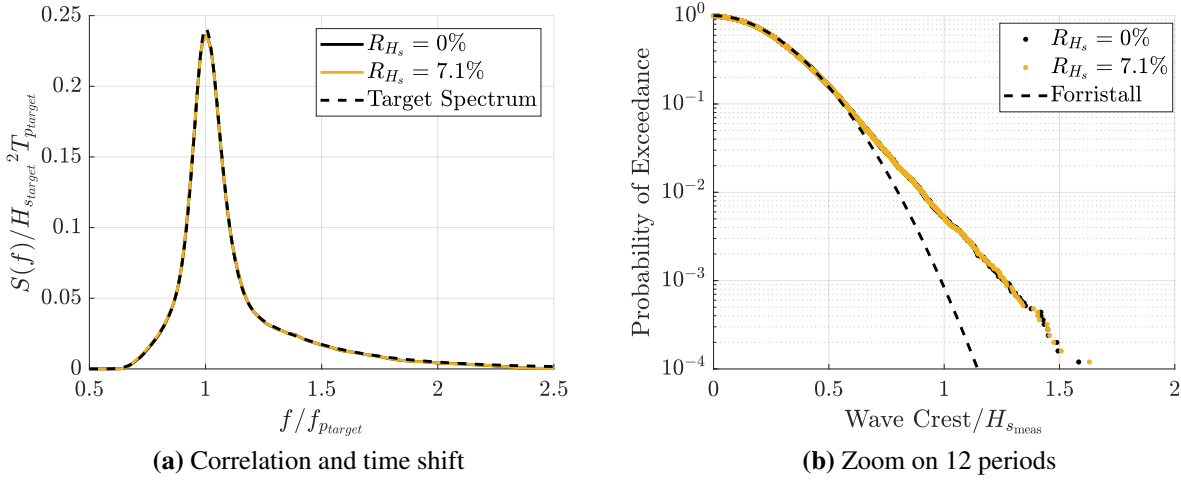 0.25
0.2
0.15
0.1
0.05
0
0.5
1
1.5
2
2.5
S(f)/H_{s_{target}}^2T_{p_{target}}
f/f_{p_{target}}
R_{H_s} = 0%
R_{H_s} = 7.1%
Target Spectrum
(a) Correlation and time shift
10^0
10^{-1}
10^{-2}
10^{-3}
10^{-4}
0
0.5
1
1.5
2
Probability of Exceedance
Wave Crest/H_{s_{meas}}
R_{H_s} = 0%
R_{H_s} = 7.1%
Forristall
(b) Zoom on 12 periods